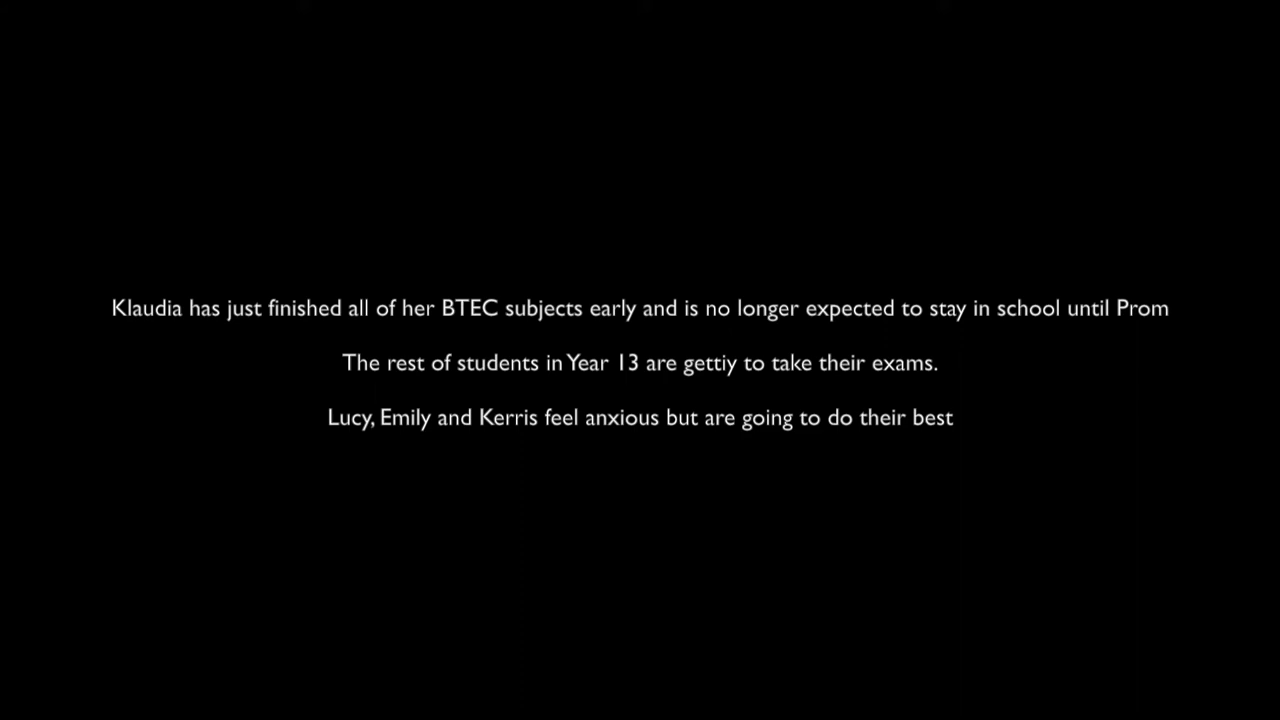 Klaudia has just finished all of her BTEC subjects early and is no longer expected to stay in school until Prom
The rest of students in Year 13 are gettiy to take their exams.
Lucy, Emily and Kerris feel anxious but are going to do their best